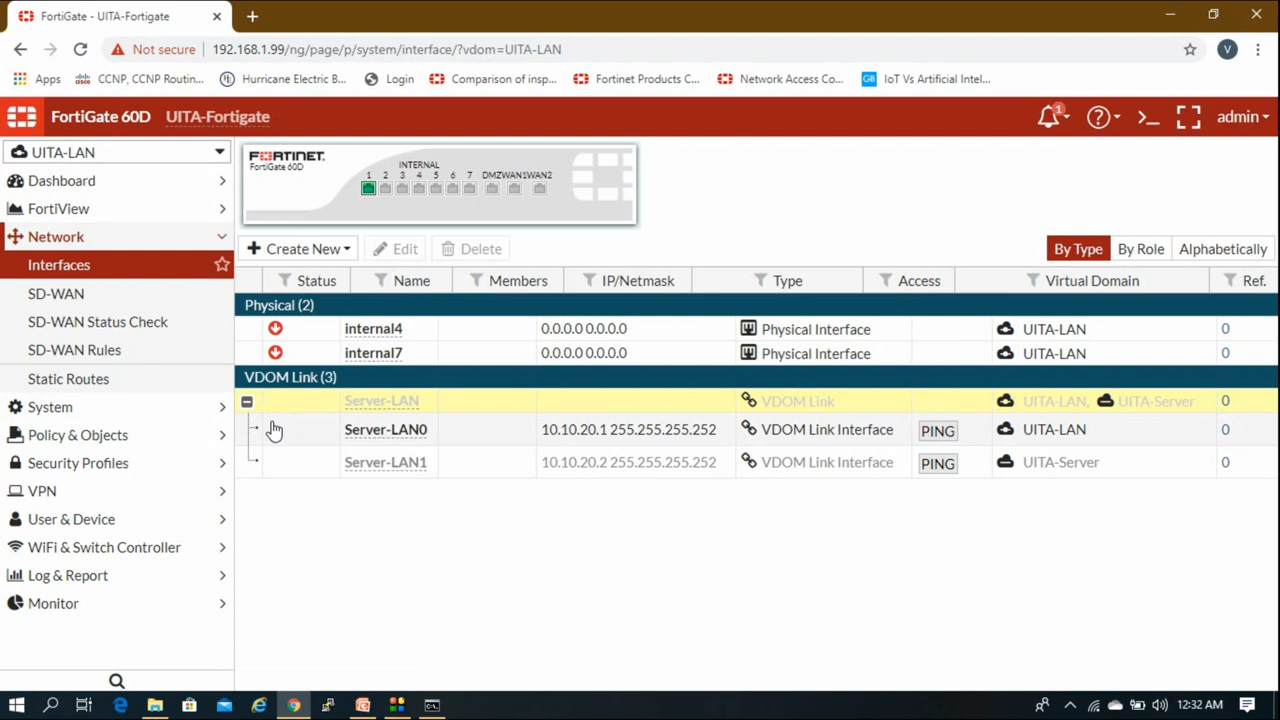 FortiGate - UITA-Fortigate
Not secure 192.168.1.99/ng/page/p/system/interface/?vdom=UITA-LAN
V
Apps CCNP, CCNP Routin... Hurricane Electric B... Login Comparison of insp... Fortinet Products C... Network Access Co... GB IoT Vs Artificial Intel...
FortiGate 60D UITA-Fortigate 1 admin
UITA-LAN
Dashboard
FortiView
Network
Interfaces
SD-WAN
SD-WAN Status Check
SD-WAN Rules
Static Routes
System
Policy & Objects
Security Profiles
VPN
User & Device
WiFi & Switch Controller
Log & Report
Monitor
FORTINET
FortiGate 60D
INTERNAL
1 2 3 4 5 6 7 DMZ WAN1 WAN2
Create New Edit Delete By Type By Role Alphabetically
Status Name Members IP/Netmask Type Access Virtual Domain Ref.
Physical (2)
internal4 0.0.0.0 0.0.0.0 Physical Interface UITA-LAN 0
internal7 0.0.0.0 0.0.0.0 Physical Interface UITA-LAN 0
VDOM Link (3)
Server-LAN VDOM Link UITA-LAN, UITA-Server 0
Server-LAN0 10.10.20.1 255.255.255.252 VDOM Link Interface PING UITA-LAN 0
Server-LAN1 10.10.20.2 255.255.255.252 VDOM Link Interface PING UITA-Server 0
12:32 AM